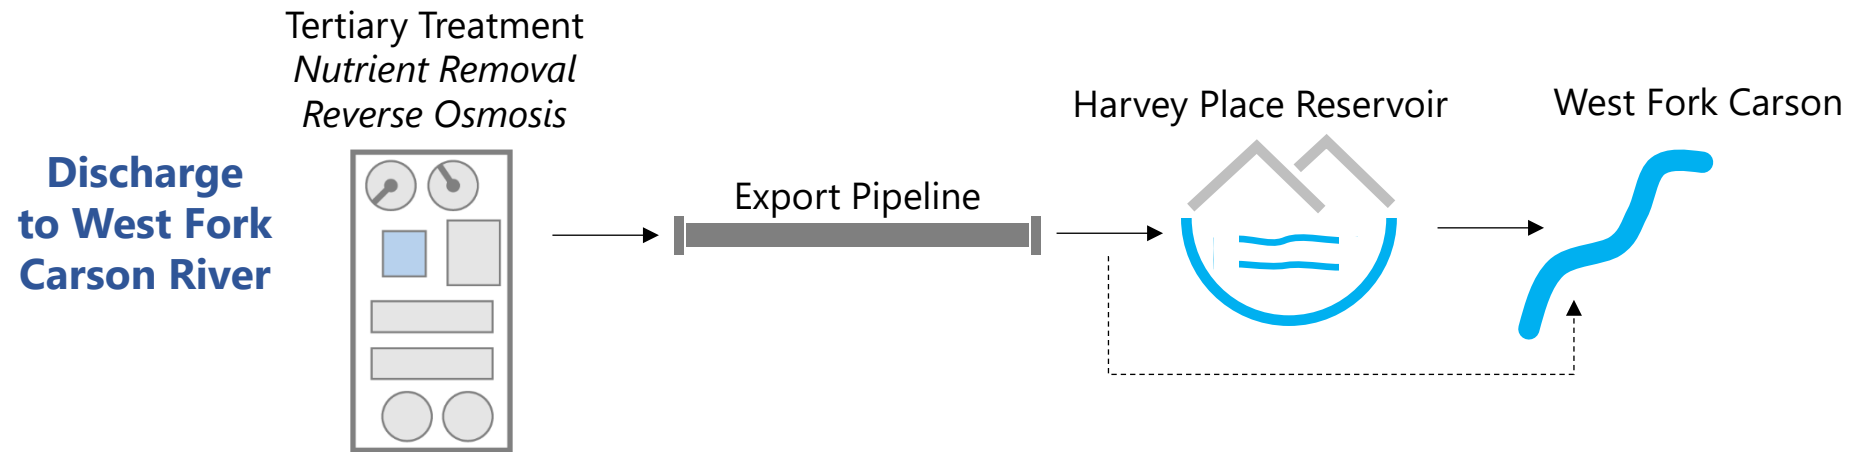 Discharge
to West Fork
Carson River
Tertiary Treatment
Nutrient Removal
Reverse Osmosis
Export Pipeline
Harvey Place Reservoir
West Fork Carson